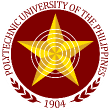 POLYTECHNIC UNIVERSITY OF THE PHILIPPINES
1904